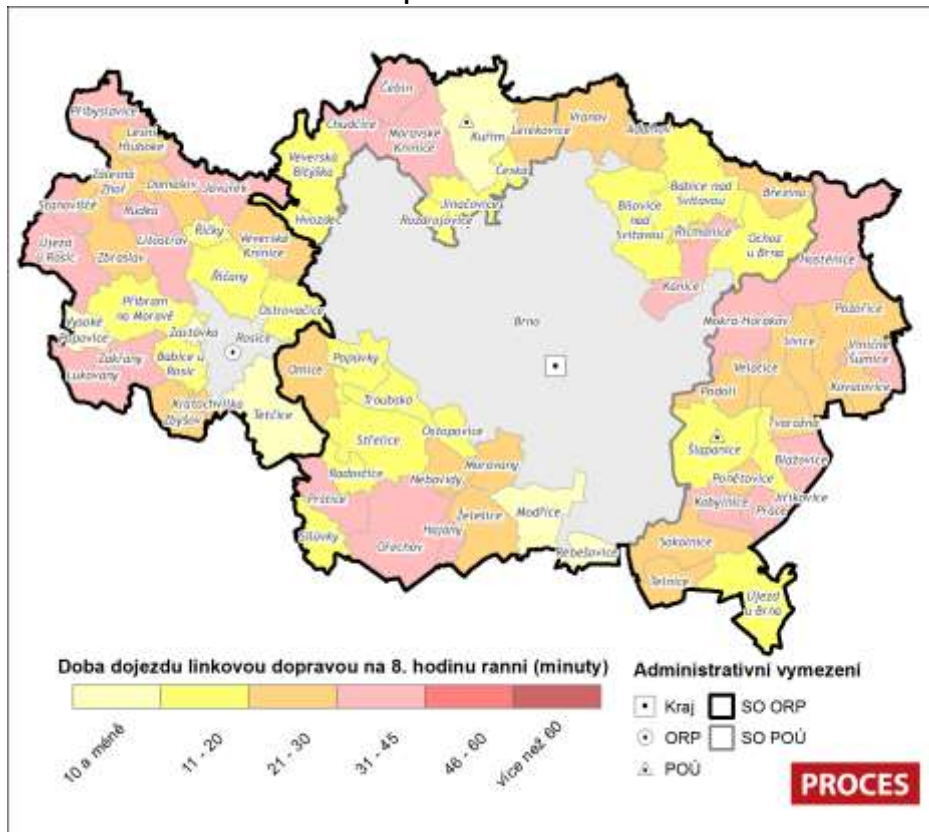 Čebín
Přibyslavice
Chudčice
Moravské
Knínice
Kuřim
Lelekovice
Vranov
Adamov
Lesní
Hluboké
Veverská
Bítýška
Česká
Zálesná
Zhoř
Domašov
Javůrek
Babice nad
Svitavou
Březina
Stanoviště
Rudka
Hvozdec
Jinačovice
Rozdrojovice
Bílovice
nad
Svitavou
Řícmanice
Ochoz
u Brna
Újezd
u Rosic
Zbraslav
Litostrov
Říčky
Veverské
Knínice
Hostěnice
Říčany
Kanice
Příbram
na Moravě
Ostrovačice
Pozořice
Vysoké
Popovice
Zastávka
Rosice
Brno
Mokrá-Horákov
Sivice
Viničné
Šumice
Zakřany
Babice u
Rosic
Omice
Popůvky
Velatice
Lukovany
Kratochvilka
Tetčice
Troubsko
Podolí
Kovalovice
Zbýšov
Střelice
Ostopovice
Tvarožná
Šlapanice
Moravany
Nebovidy
Radostice
Blažovice
Ponětovice
Prštice
Modřice
Kobylnice
Jiříkovice
Prace
Želešice
Hajany
Silůvky
Ořechov
Rebešovice
Sokolnice
Telnice
Újezd
u Brna
Doba dojezdu linkovou dopravou na 8. hodinu ranní (minuty)
10 a méně
11 - 20
21 - 30
31 - 45
46 - 60
více než 60
Administrativní vymezení
Kraj
SO ORP
ORP
SO POÚ
POÚ
PROCES